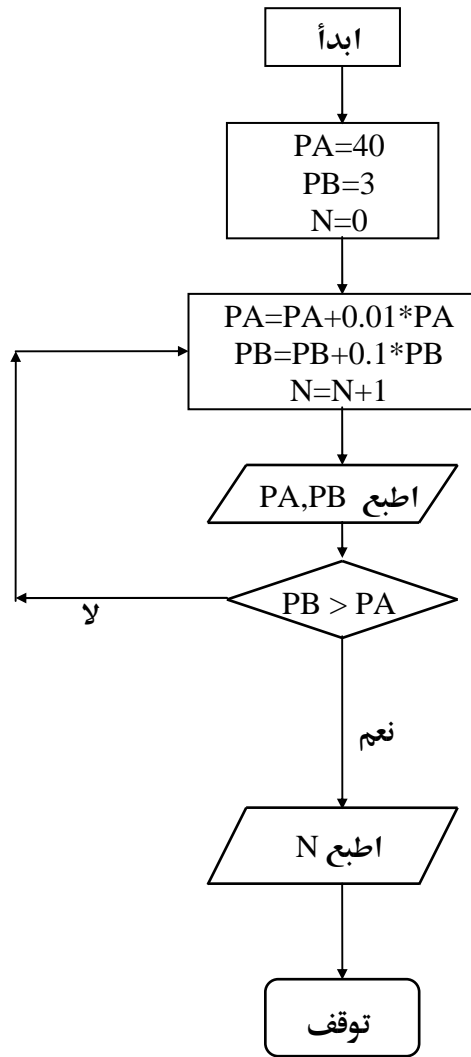 ابدأ
PA=40
PB=3
N=0
PA=PA+0.01*PA
PB=PB+0.1*PB
N=N+1
اطبع PA,PB
PB > PA
لا
نعم
اطبع N
توقف